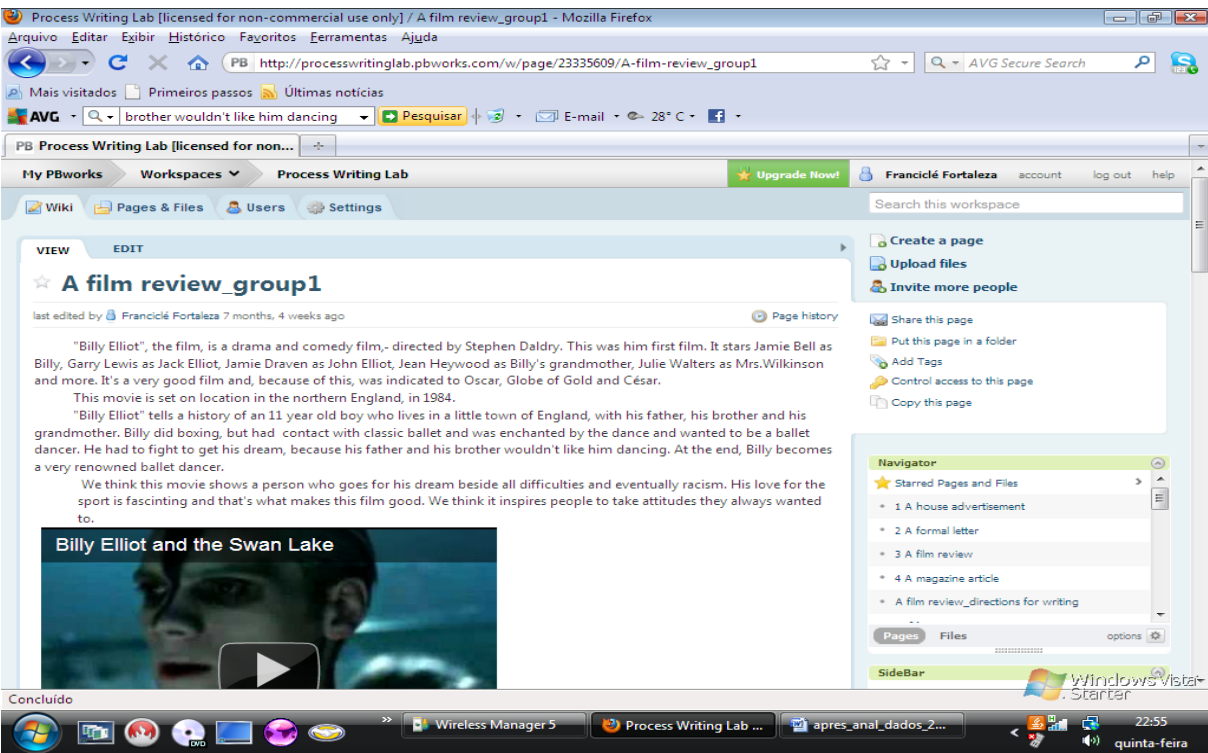 Process Writing Lab [licensed for non-commercial use only] / A film review_group1 - Mozilla Firefox
Arquivo Editar Exibir Histórico Favoritos Ferramentas Ajuda
PB http://processwritinglab.pbworks.com/w/page/23335609/A-film-review_group1 AVG Secure Search
Mais visitados Primeiros passos Últimas notícias
AVG brother wouldn't like him dancing Pesquisar E-mail 28° C
PB Process Writing Lab [licensed for non...
My PBworks Workspaces Process Writing Lab Upgrade Now! Franciclé Fortaleza account log out help
Wiki Pages & Files Users Settings Search this workspace
VIEW EDIT
A film review_group1
last edited by Franciclé Fortaleza 7 months, 4 weeks ago Page history
"Billy Elliot", the film, is a drama and comedy film,- directed by Stephen Daldry. This was him first film. It stars Jamie Bell as
Billy, Garry Lewis as Jack Elliot, Jamie Draven as John Elliot, Jean Heywood as Billy's grandmother, Julie Walters as Mrs.Wilkinson
and more. It's a very good film and, because of this, was indicated to Oscar, Globe of Gold and César.
This movie is set on location in the northern England, in 1984.
"Billy Elliot" tells a history of an 11 year old boy who lives in a little town of England, with his father, his brother and his
grandmother. Billy did boxing, but had contact with classic ballet and was enchanted by the dance and wanted to be a ballet
dancer. He had to fight to get his dream, because his father and his brother wouldn't like him dancing. At the end, Billy becomes
a very renowned ballet dancer.
We think this movie shows a person who goes for his dream beside all difficulties and eventually racism. His love for the
sport is fascinting and that's what makes this film good. We think it inspires people to take attitudes they always wanted
to.
Billy Elliot and the Swan Lake
Create a page
Upload files
Invite more people
Share this page
Put this page in a folder
Add Tags
Control access to this page
Copy this page
Navigator
Starred Pages and Files
1 A house advertisement
2 A formal letter
3 A film review
4 A magazine article
A film review_directions for writing
Pages Files options
SideBar
Windows Vista
Starter
Concluído
Wireless Manager 5 Process Writing Lab ... apres_anal_dados_2... 22:55
quinta-feira